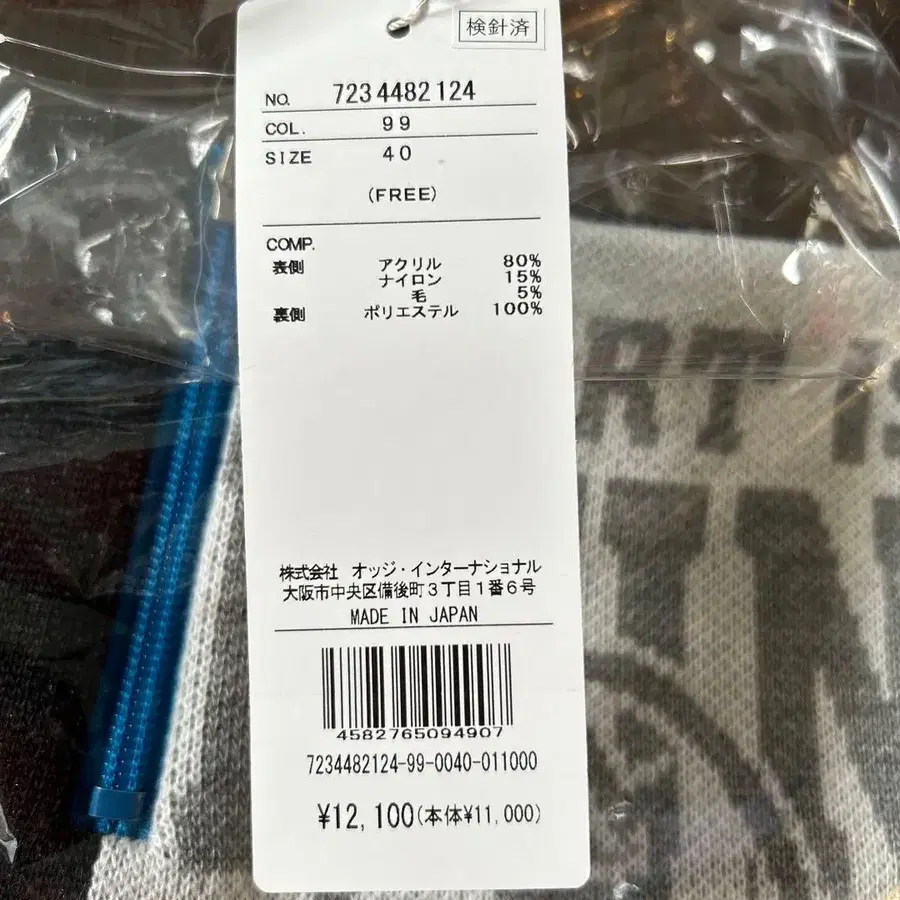 検針済
NO. 7234482124
COL. 99
SIZE 40
(FREE)
COMP.
表側 アクリル 80%
ナイロン 15%
毛 5%
裏側 ポリエステル 100%
株式会社 オッジ・インターナショナル
大阪市中央区備後町3丁目1番6号
MADE IN JAPAN
4582765094907
7234482124-99-0040-011000
¥12,100(本体¥11,000)